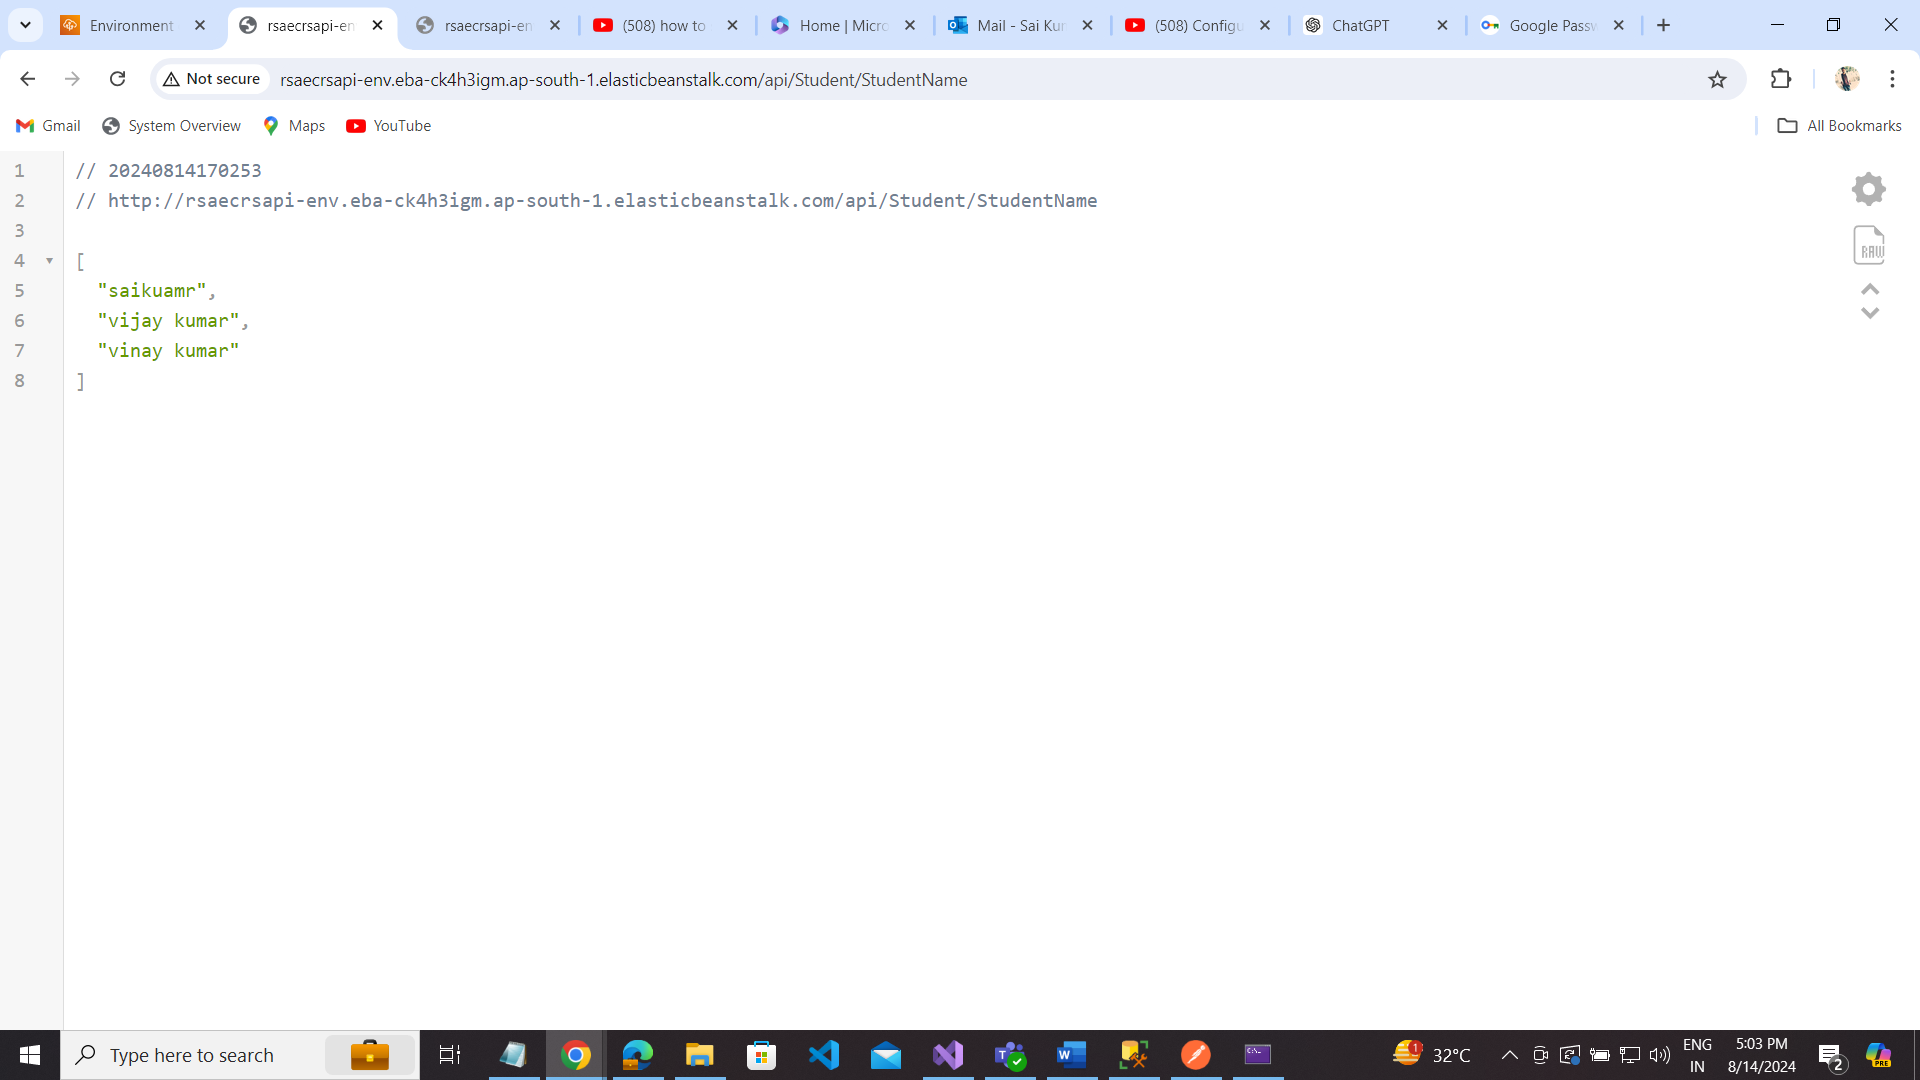 Environment
rsaecrsapi-en
rsaecrsapi-en
(508) how to
Home | Micro
Mail - Sai Kum
(508) Configu
ChatGPT
Google Passw
Not secure
rsaecrsapi-env.eba-ck4h3igm.ap-south-1.elasticbeanstalk.com/api/Student/StudentName
Gmail
System Overview
Maps
YouTube
All Bookmarks
1 // 20240814170253
2 // http://rsaecrsapi-env.eba-ck4h3igm.ap-south-1.elasticbeanstalk.com/api/Student/StudentName
3
4 [
5 "saikuamr",
6 "vijay kumar",
7 "vinay kumar"
8 ]
RAW
Type here to search
1
32°C
ENG
IN
5:03 PM
8/14/2024
2
PRE